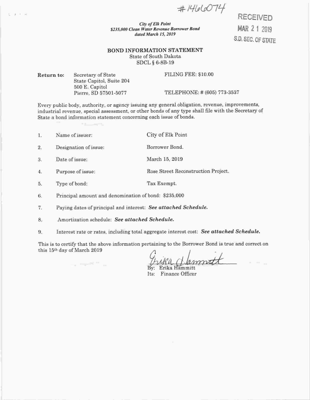 #1466074
RECEIVED
MAR 21 2019
S.D. SEC. OF STATE
City of Elk Point
$235,000 Clean Water Revenue Borrower Bond
dated March 15, 2019
BOND INFORMATION STATEMENT
State of South Dakota
SDCL § 6-8B-19
Return to: Secretary of State FILING FEE: $10.00
State Capitol, Suite 204
500 E. Capitol
Pierre, SD 57501-5077 TELEPHONE: # (605) 773-3537
Every public body, authority, or agency issuing any general obligation, revenue, improvements,
industrial revenue, special assessment, or other bonds of any type shall file with the Secretary of
State a bond information statement concerning each issue of bonds.
1. Name of issuer: City of Elk Point
2. Designation of issue: Borrower Bond.
3. Date of issue: March 15, 2019
4. Purpose of issue: Rose Street Reconstruction Project.
5. Type of bond: Tax Exempt.
6. Principal amount and denomination of bond: $235,000
7. Paying dates of principal and interest: See attached Schedule.
8. Amortization schedule: See attached Schedule.
9. Interest rate or rates, including total aggregate interest cost: See attached Schedule.
This is to certify that the above information pertaining to the Borrower Bond is true and correct on
this 15th day of March 2019
Erika Hammitt
By: Erika Hammitt
Its: Finance Officer